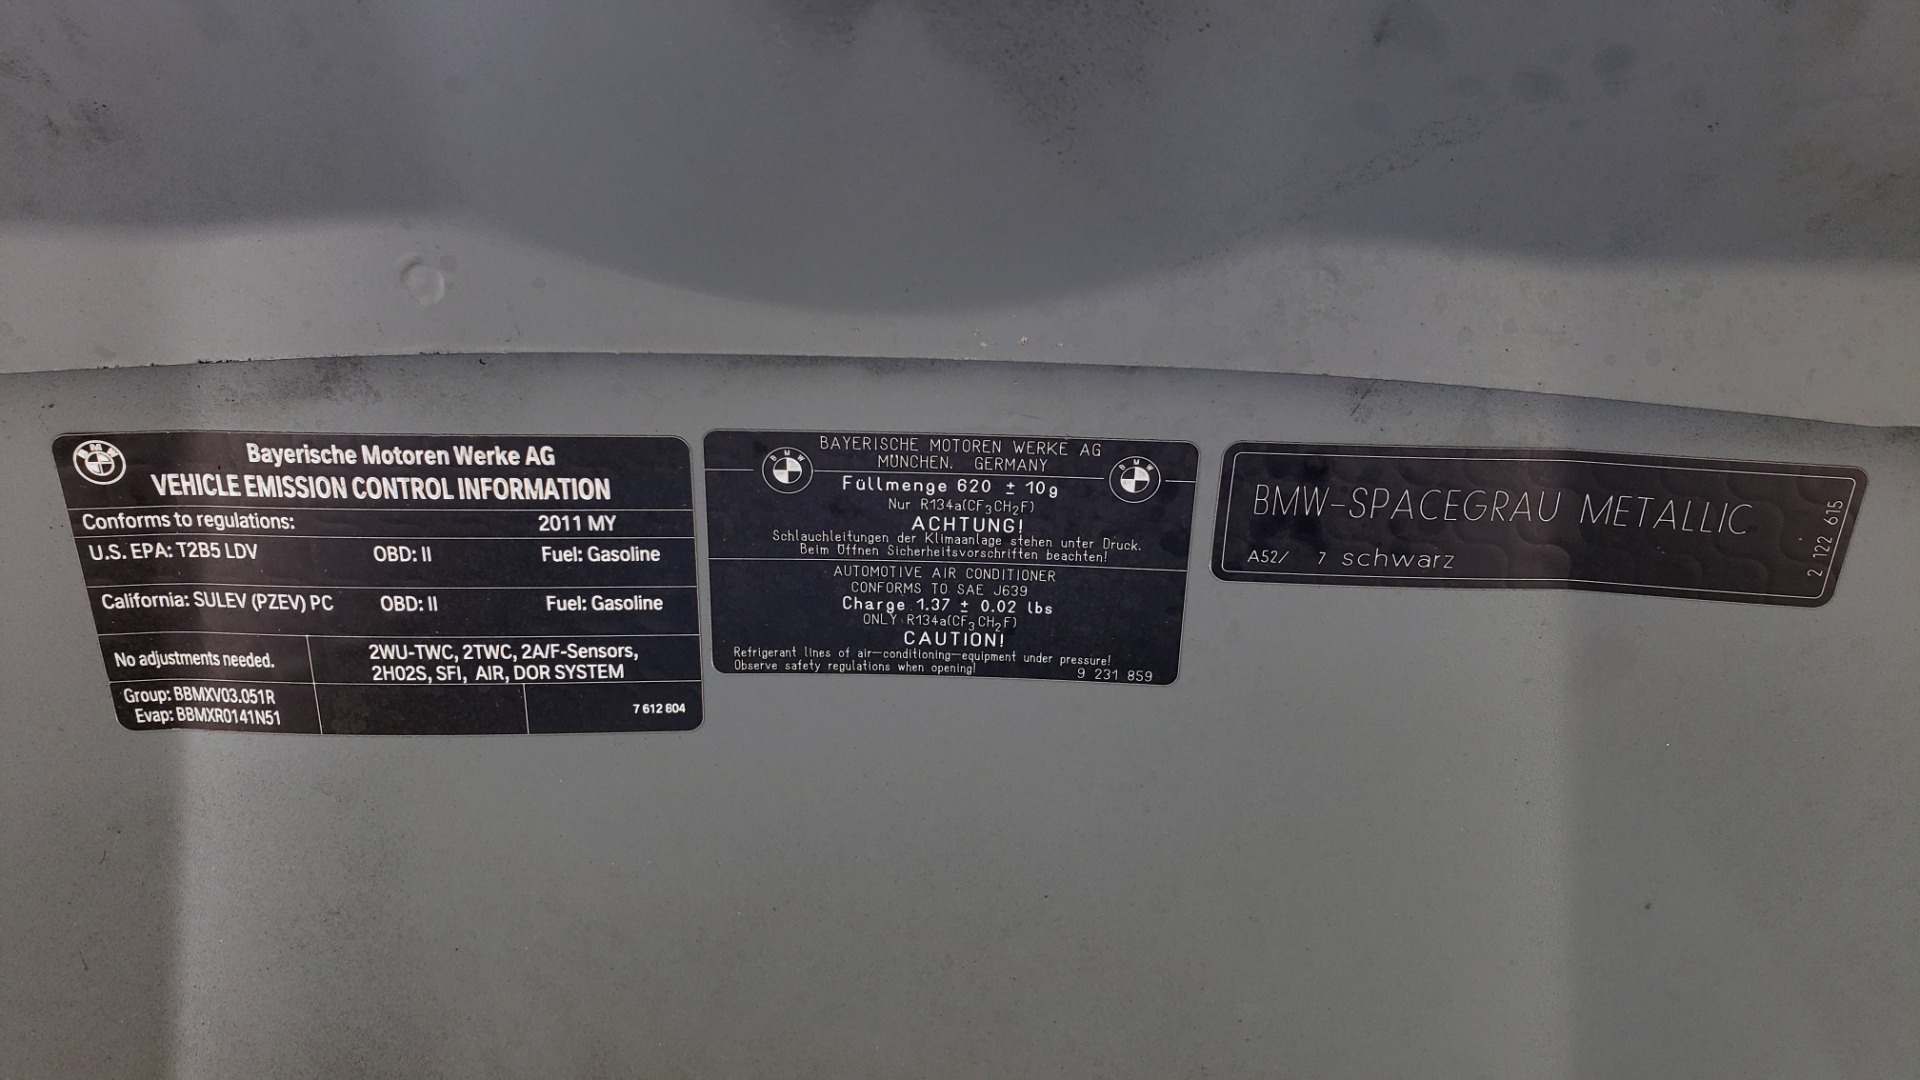 BMW
Bayerische Motoren Werke AG
VEHICLE EMISSION CONTROL INFORMATION
Conforms to regulations: 2011 MY
U.S. EPA: T2B5 LDV OBD: II Fuel: Gasoline
California: SULEV (PZEV) PC OBD: II Fuel: Gasoline
No adjustments needed.
2WU-TWC, 2TWC, 2A/F-Sensors,
2H02S, SFI, AIR, DOR SYSTEM
Group: BBMXV03.051R
Evap: BBMXR0141N51
7 612 804
BAYERISCHE MOTOREN WERKE AG
MÜNCHEN. GERMANY
BMW
BMW
Füllmenge 620 ± 10g
Nur R134a(CF3CH2F)
ACHTUNG!
Schlauchleitungen der Klimaanlage stehen unter Druck.
Beim Öffnen Sicherheitsvorschriften beachten!
AUTOMOTIVE AIR CONDITIONER
CONFORMS TO SAE J639
Charge 1.37 ± 0.02 lbs
ONLY R134a(CF3CH2F)
CAUTION!
Refrigerant lines of air-conditioning-equipment under pressure!
Observe safety regulations when opening!
9 231 859
BMW-SPACEGRAU METALLIC
A52/ 7 schwarz
2 122 615